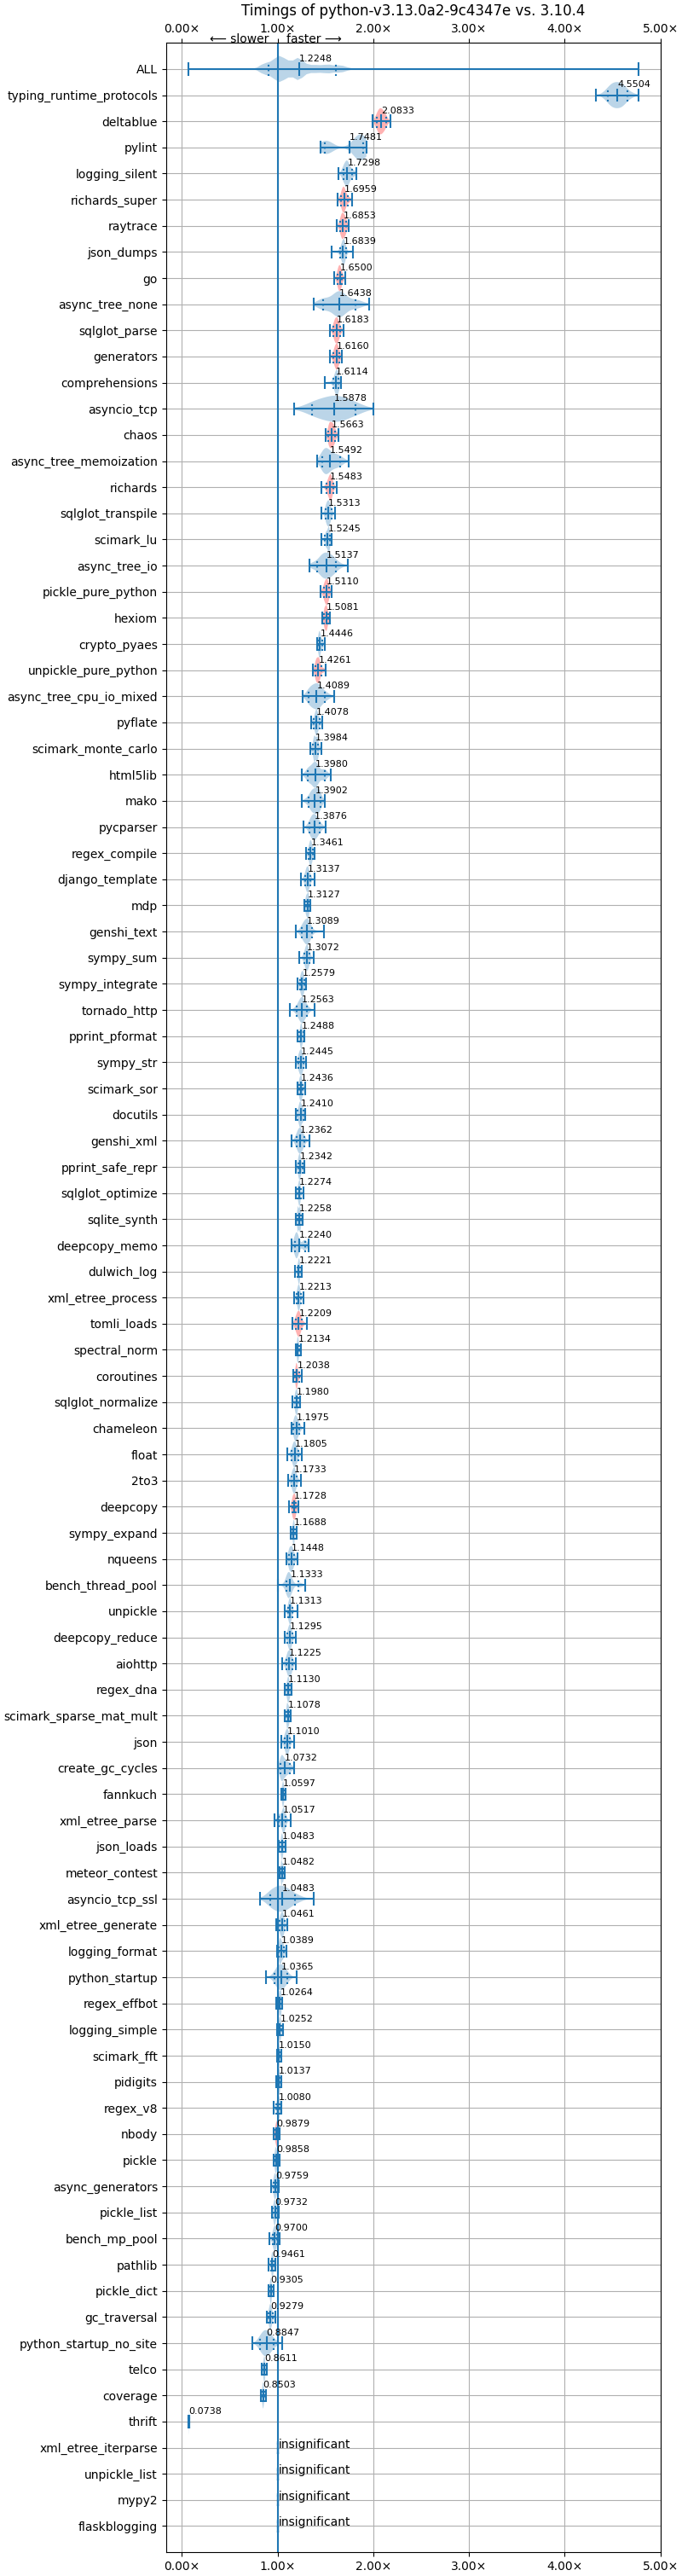 Timings of python-v3.13.0a2-9c4347e vs. 3.10.4
0.00× 1.00× 2.00× 3.00× 4.00× 5.00×
← slower faster →
ALL 1.2248
typing_runtime_protocols 4.5504
deltablue 2.0833
pylint 1.7481
logging_silent 1.7298
richards_super 1.6959
raytrace 1.6853
json_dumps 1.6839
go 1.6500
async_tree_none 1.6438
sqlglot_parse 1.6183
generators 1.6160
comprehensions 1.6114
asyncio_tcp 1.5878
chaos 1.5663
async_tree_memoization 1.5492
richards 1.5483
sqlglot_transpile 1.5313
scimark_lu 1.5245
async_tree_io 1.5137
pickle_pure_python 1.5110
hexiom 1.5081
crypto_pyaes 1.4446
unpickle_pure_python 1.4261
async_tree_cpu_io_mixed 1.4089
pyflate 1.4078
scimark_monte_carlo 1.3984
html5lib 1.3980
mako 1.3902
pycparser 1.3876
regex_compile 1.3461
django_template 1.3137
mdp 1.3127
genshi_text 1.3089
sympy_sum 1.3072
sympy_integrate 1.2579
tornado_http 1.2563
pprint_pformat 1.2488
sympy_str 1.2445
scimark_sor 1.2436
docutils 1.2410
genshi_xml 1.2362
pprint_safe_repr 1.2342
sqlglot_optimize 1.2274
sqlite_synth 1.2258
deepcopy_memo 1.2240
dulwich_log 1.2221
xml_etree_process 1.2213
tomli_loads 1.2209
spectral_norm 1.2134
coroutines 1.2038
sqlglot_normalize 1.1980
chameleon 1.1975
float 1.1805
2to3 1.1733
deepcopy 1.1728
sympy_expand 1.1688
nqueens 1.1448
bench_thread_pool 1.1333
unpickle 1.1313
deepcopy_reduce 1.1295
aiohttp 1.1225
regex_dna 1.1130
scimark_sparse_mat_mult 1.1078
json 1.1010
create_gc_cycles 1.0732
fannkuch 1.0597
xml_etree_parse 1.0517
json_loads 1.0483
meteor_contest 1.0482
asyncio_tcp_ssl 1.0483
xml_etree_generate 1.0461
logging_format 1.0389
python_startup 1.0365
regex_effbot 1.0264
logging_simple 1.0252
scimark_fft 1.0150
pidigits 1.0137
regex_v8 1.0080
nbody 0.9879
pickle 0.9858
async_generators 0.9759
pickle_list 0.9732
bench_mp_pool 0.9700
pathlib 0.9461
pickle_dict 0.9305
gc_traversal 0.9279
python_startup_no_site 0.8847
telco 0.8611
coverage 0.8503
thrift 0.0738
xml_etree_iterparse insignificant
unpickle_list insignificant
mypy2 insignificant
flaskblogging insignificant
0.00× 1.00× 2.00× 3.00× 4.00× 5.00×